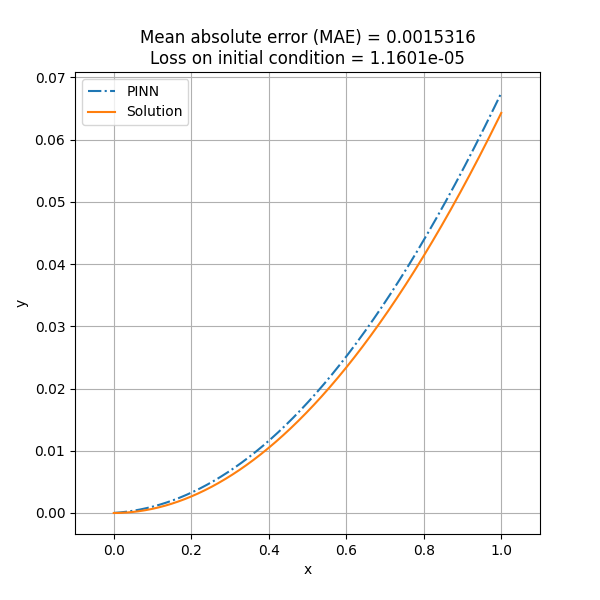 Mean absolute error (MAE) = 0.0015316
Loss on initial condition = 1.1601e-05
PINN
Solution
0.07
0.06
0.05
0.04
0.03
0.02
0.01
0.00
y
0.0 0.2 0.4 0.6 0.8 1.0
x